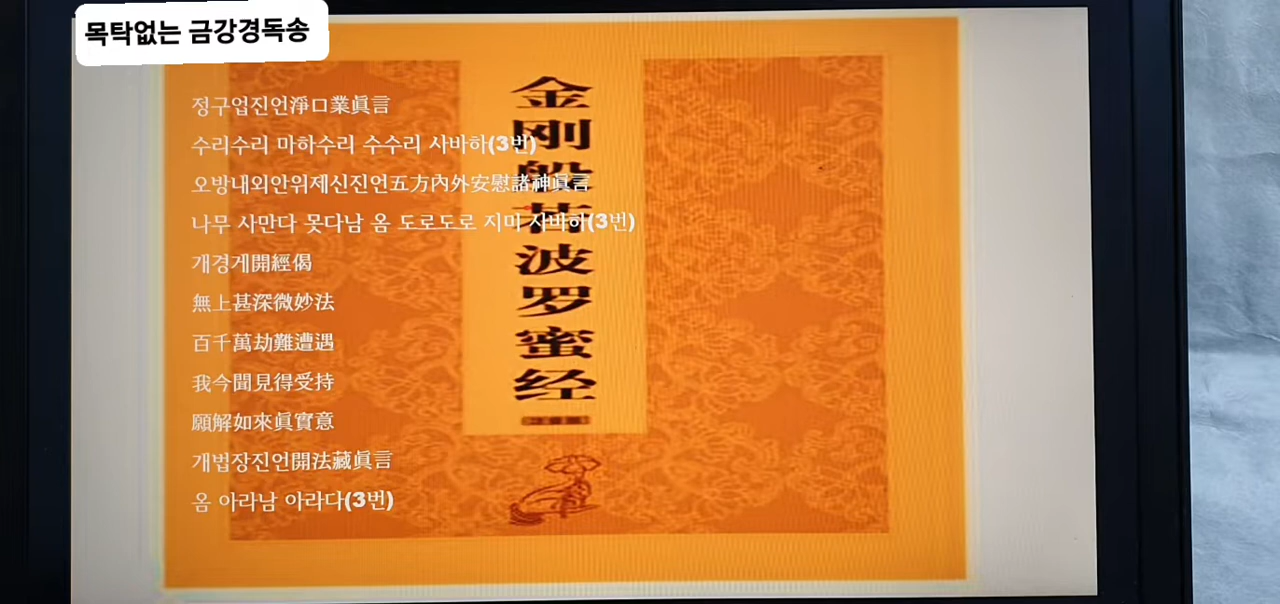 목탁없는 금강경독송
정구업진언淨口業眞言
수리수리 마하수리 수수리 사바하(3번)
오방내외안위제신진언五方內外安慰諸神眞言
나무 사만다 못다남 옴 도로도로 지미 사바하(3번)
개경게開經偈
無上甚深微妙法
百千萬劫難遭遇
我今聞見得受持
願解如來眞實意
개법장진언開法藏眞言
옴 아라남 아라다(3번)
金刚般若波罗蜜经